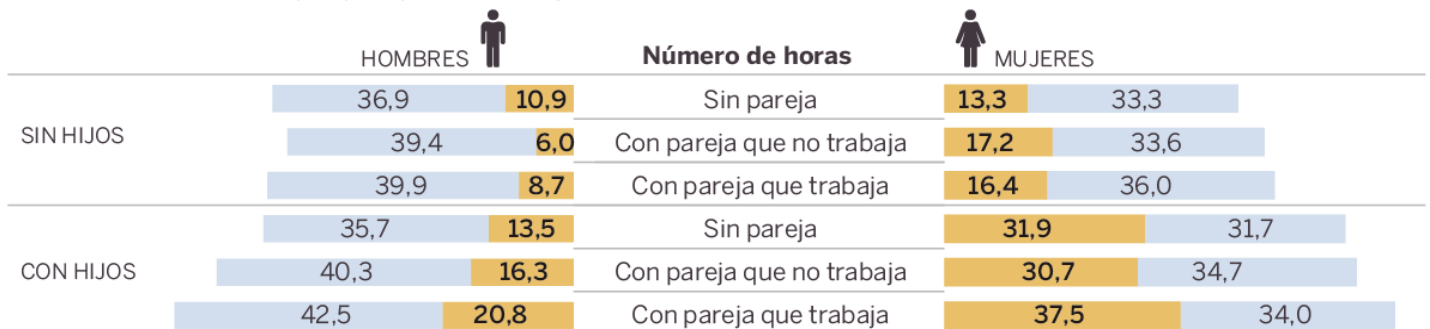 HOMBRES Número de horas MUJERES
SIN HIJOS
36,9 10,9 Sin pareja 13,3 33,3
39,4 6,0 Con pareja que no trabaja 17,2 33,6
39,9 8,7 Con pareja que trabaja 16,4 36,0
CON HIJOS
35,7 13,5 Sin pareja 31,9 31,7
40,3 16,3 Con pareja que no trabaja 30,7 34,7
42,5 20,8 Con pareja que trabaja 37,5 34,0